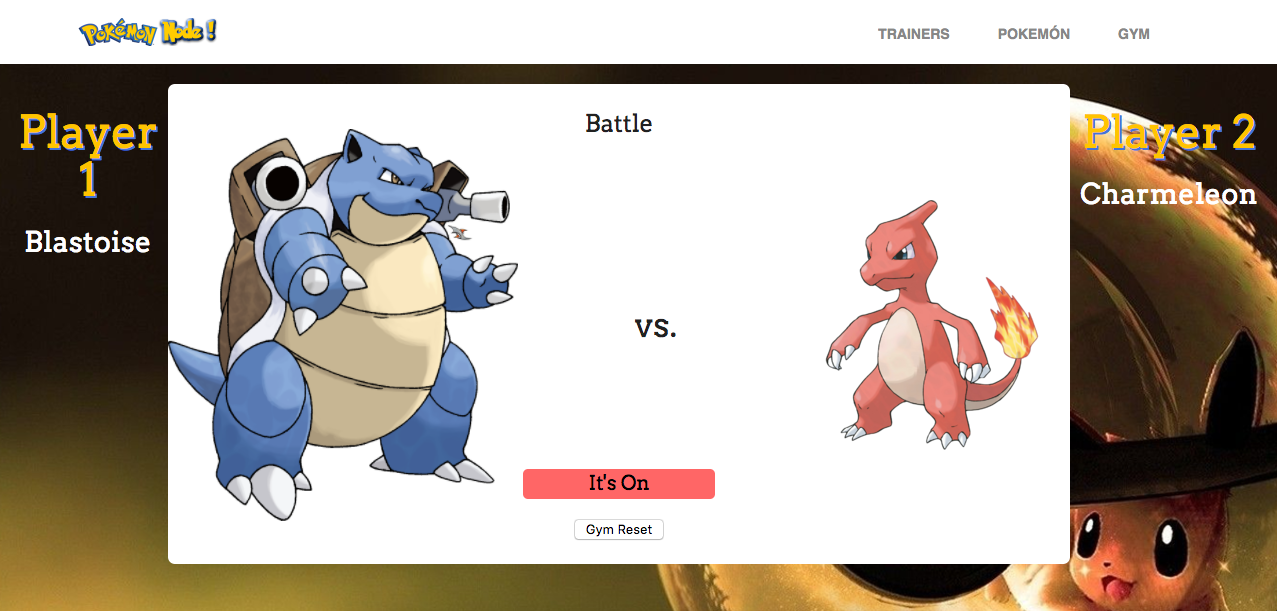 Pokémon Node!
TRAINERS POKEMÓN GYM
Player
1
Blastoise
Battle
vs.
It's On
Gym Reset
Player 2
Charmeleon